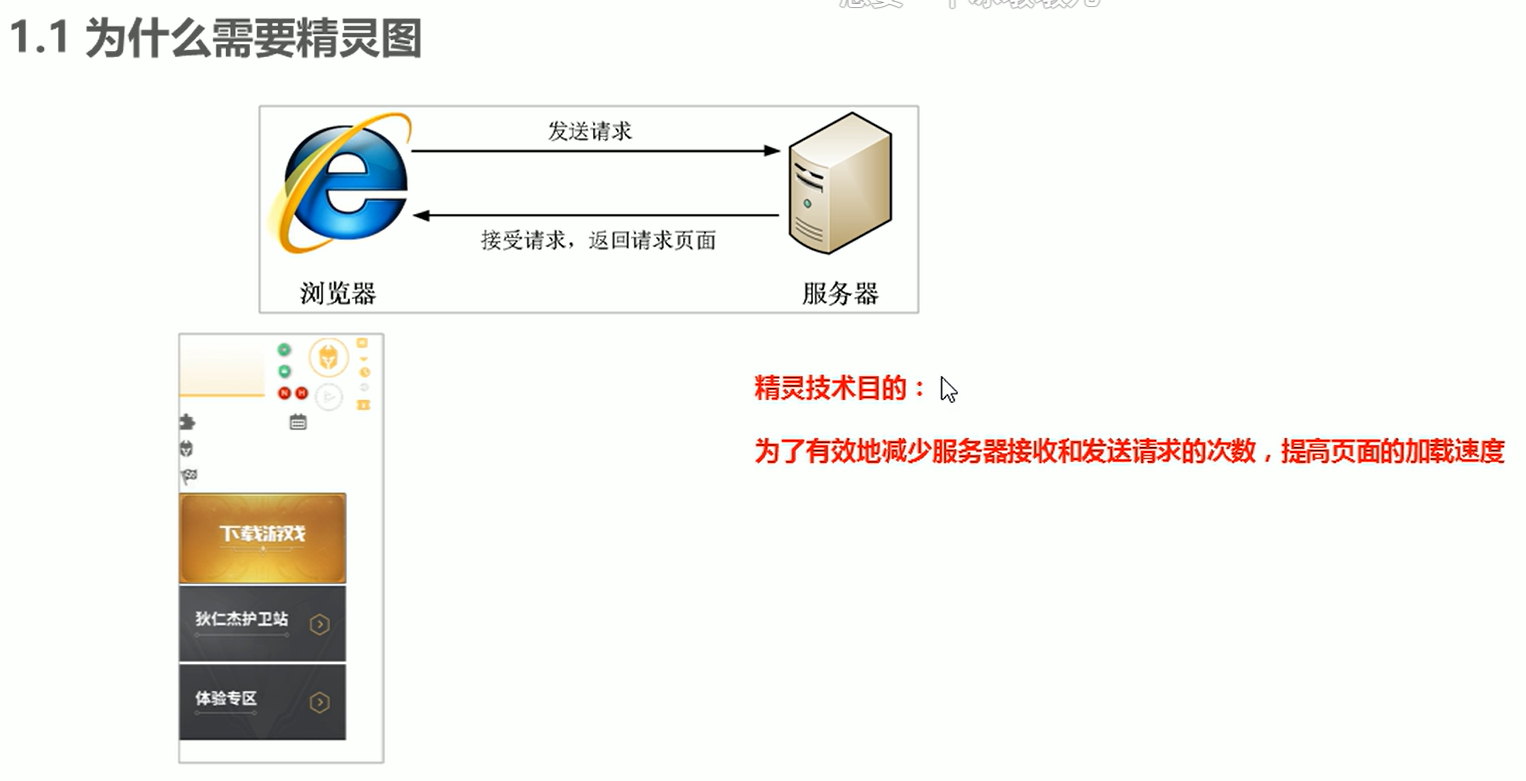 1.1 为什么需要精灵图
发送请求
接受请求，返回请求页面
浏览器
服务器
精灵技术目的：
为了有效地减少服务器接收和发送请求的次数，提高页面的加载速度
下载游戏
狄仁杰护卫站
体验专区